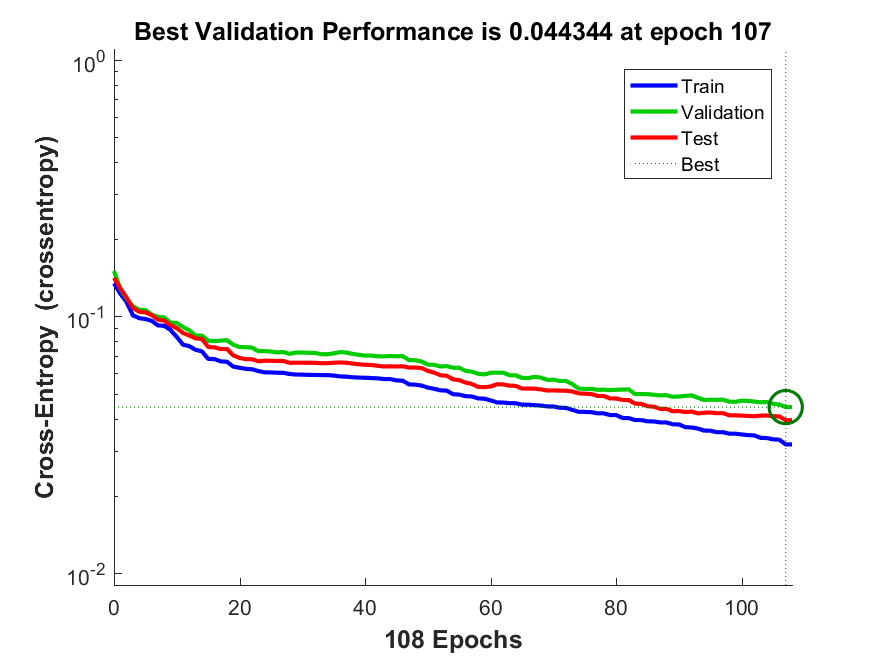 Best Validation Performance is 0.044344 at epoch 107
Cross-Entropy  (crossentropy)
10^0
10^-1
10^-2
Train
Validation
Test
Best
0 20 40 60 80 100
108 Epochs